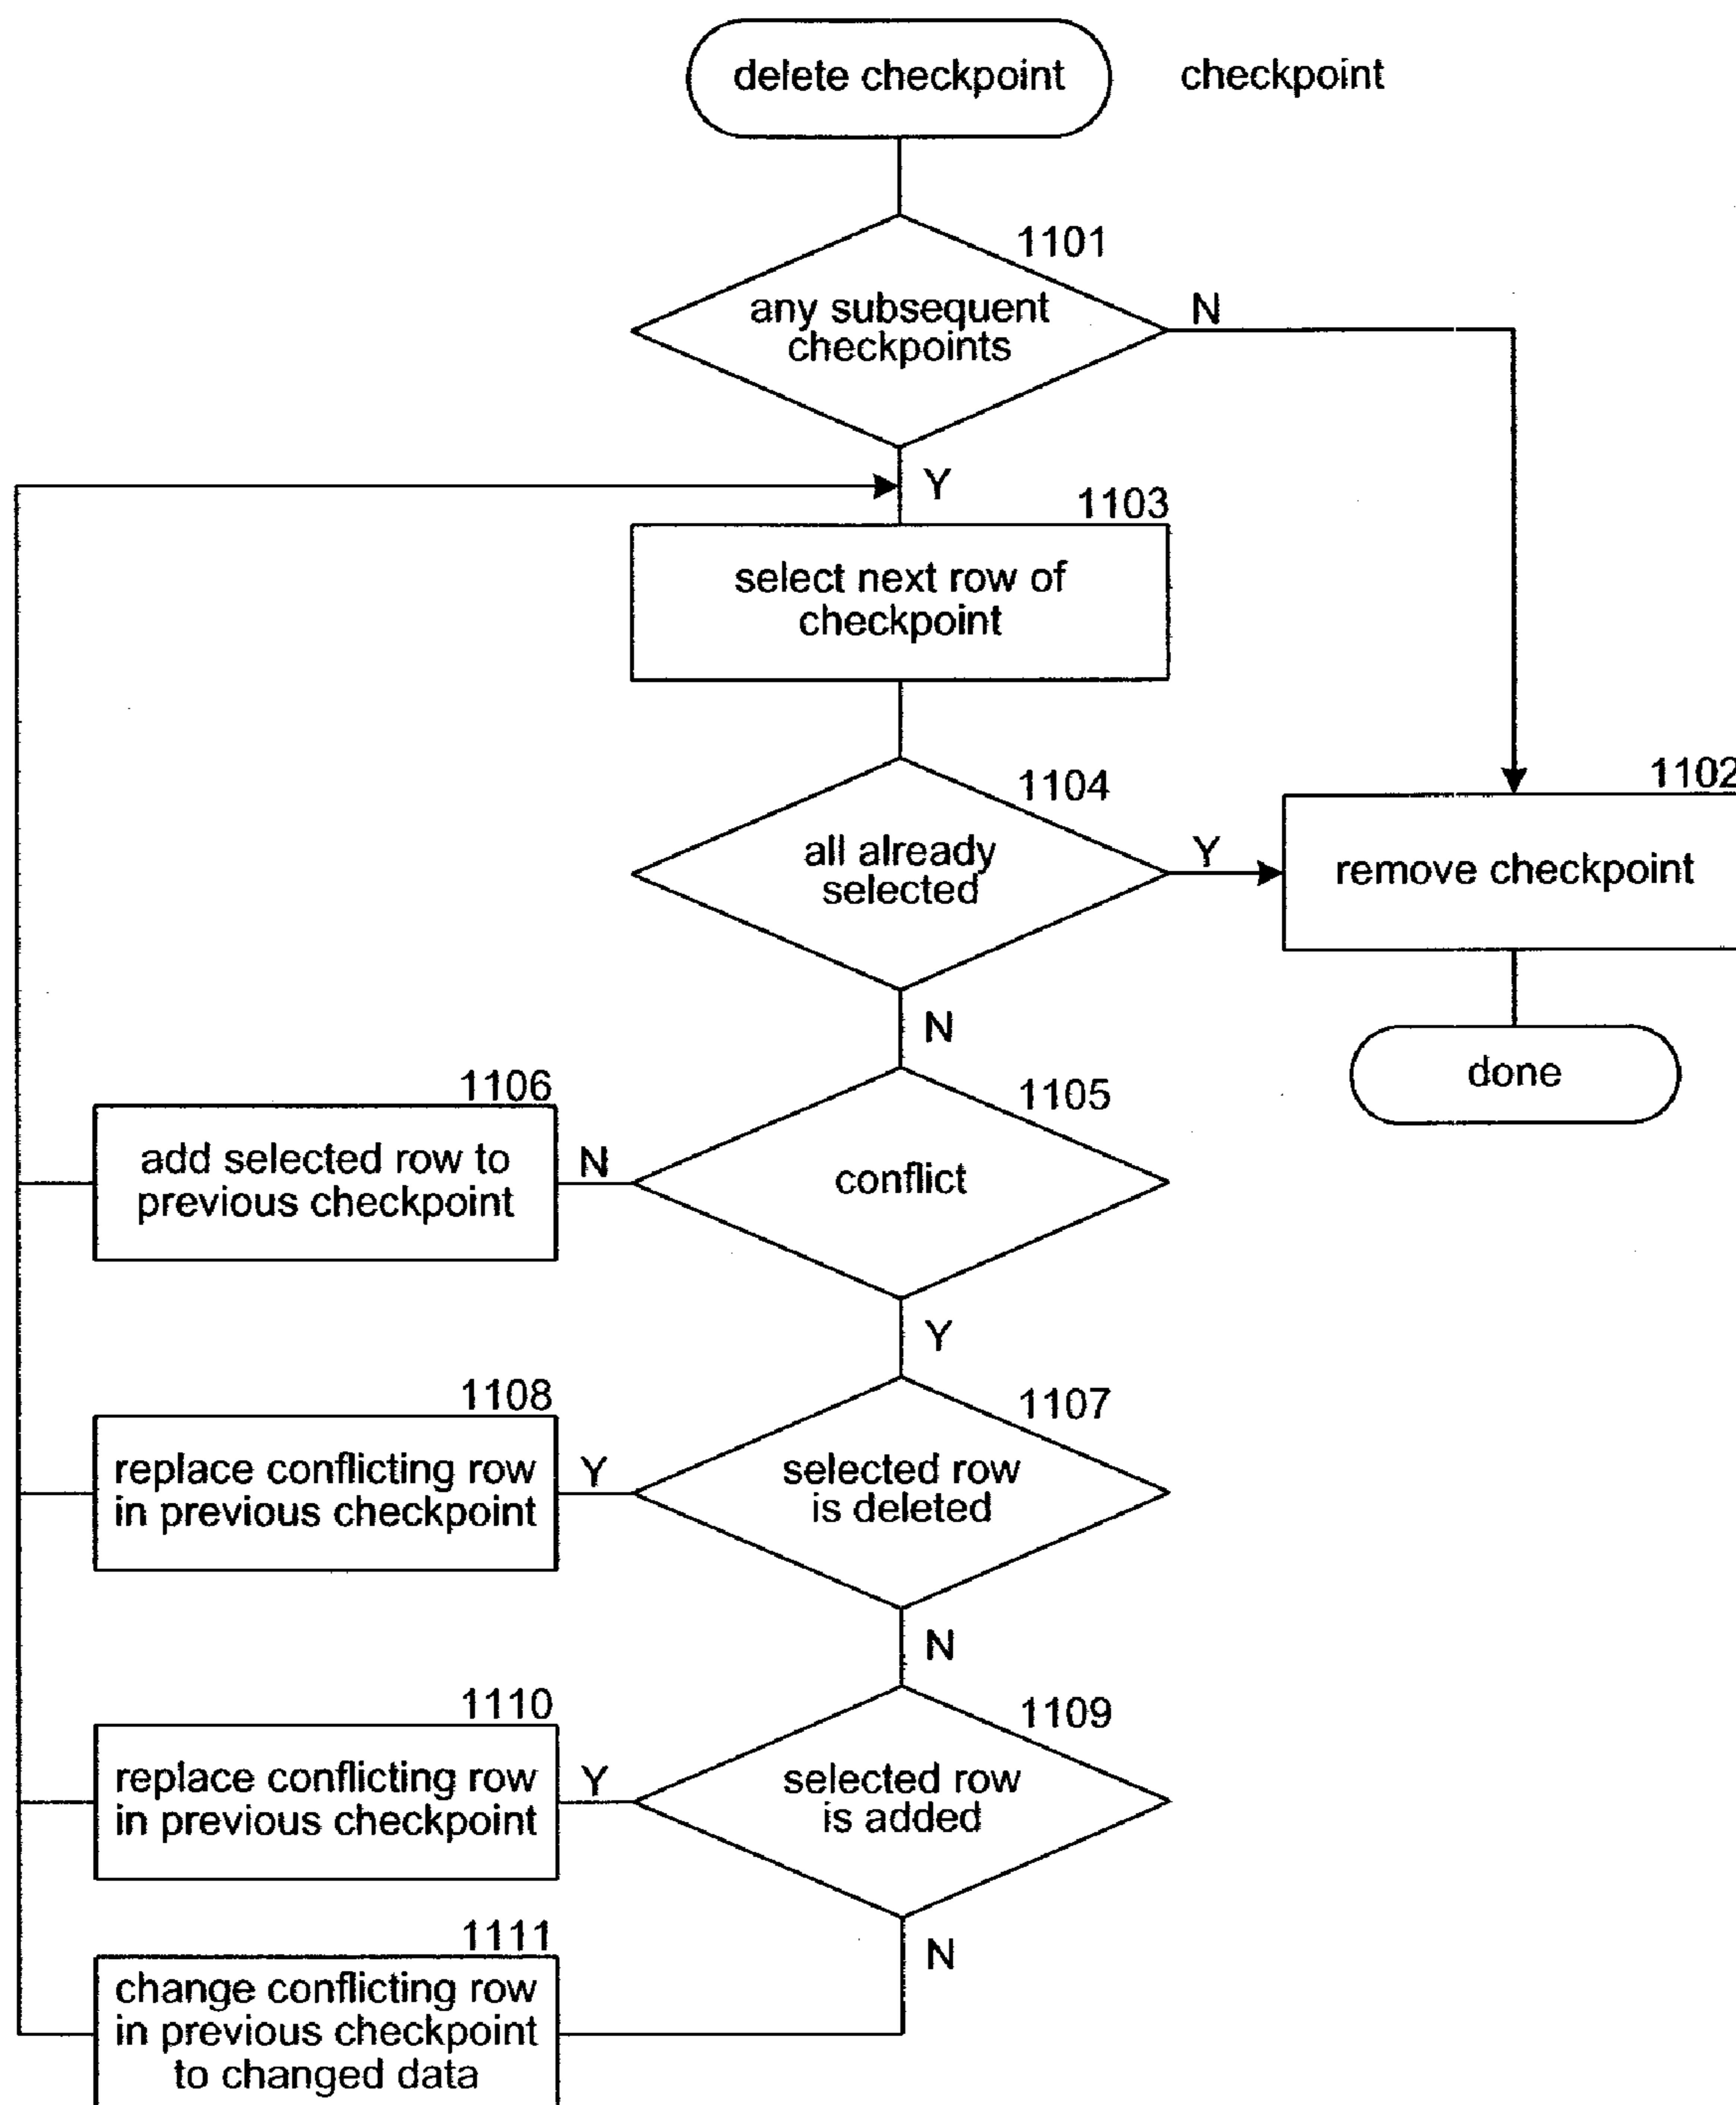 delete checkpoint
checkpoint
1101
any subsequent
checkpoints
N
Y
1103
select next row of
checkpoint
1104
all already
selected
Y
1102
remove checkpoint
N
done
1106
add selected row to
previous checkpoint
N
1105
conflict
Y
1108
replace conflicting row
in previous checkpoint
Y
1107
selected row
is deleted
N
1110
replace conflicting row
in previous checkpoint
Y
1109
selected row
is added
N
1111
change conflicting row
in previous checkpoint
to changed data